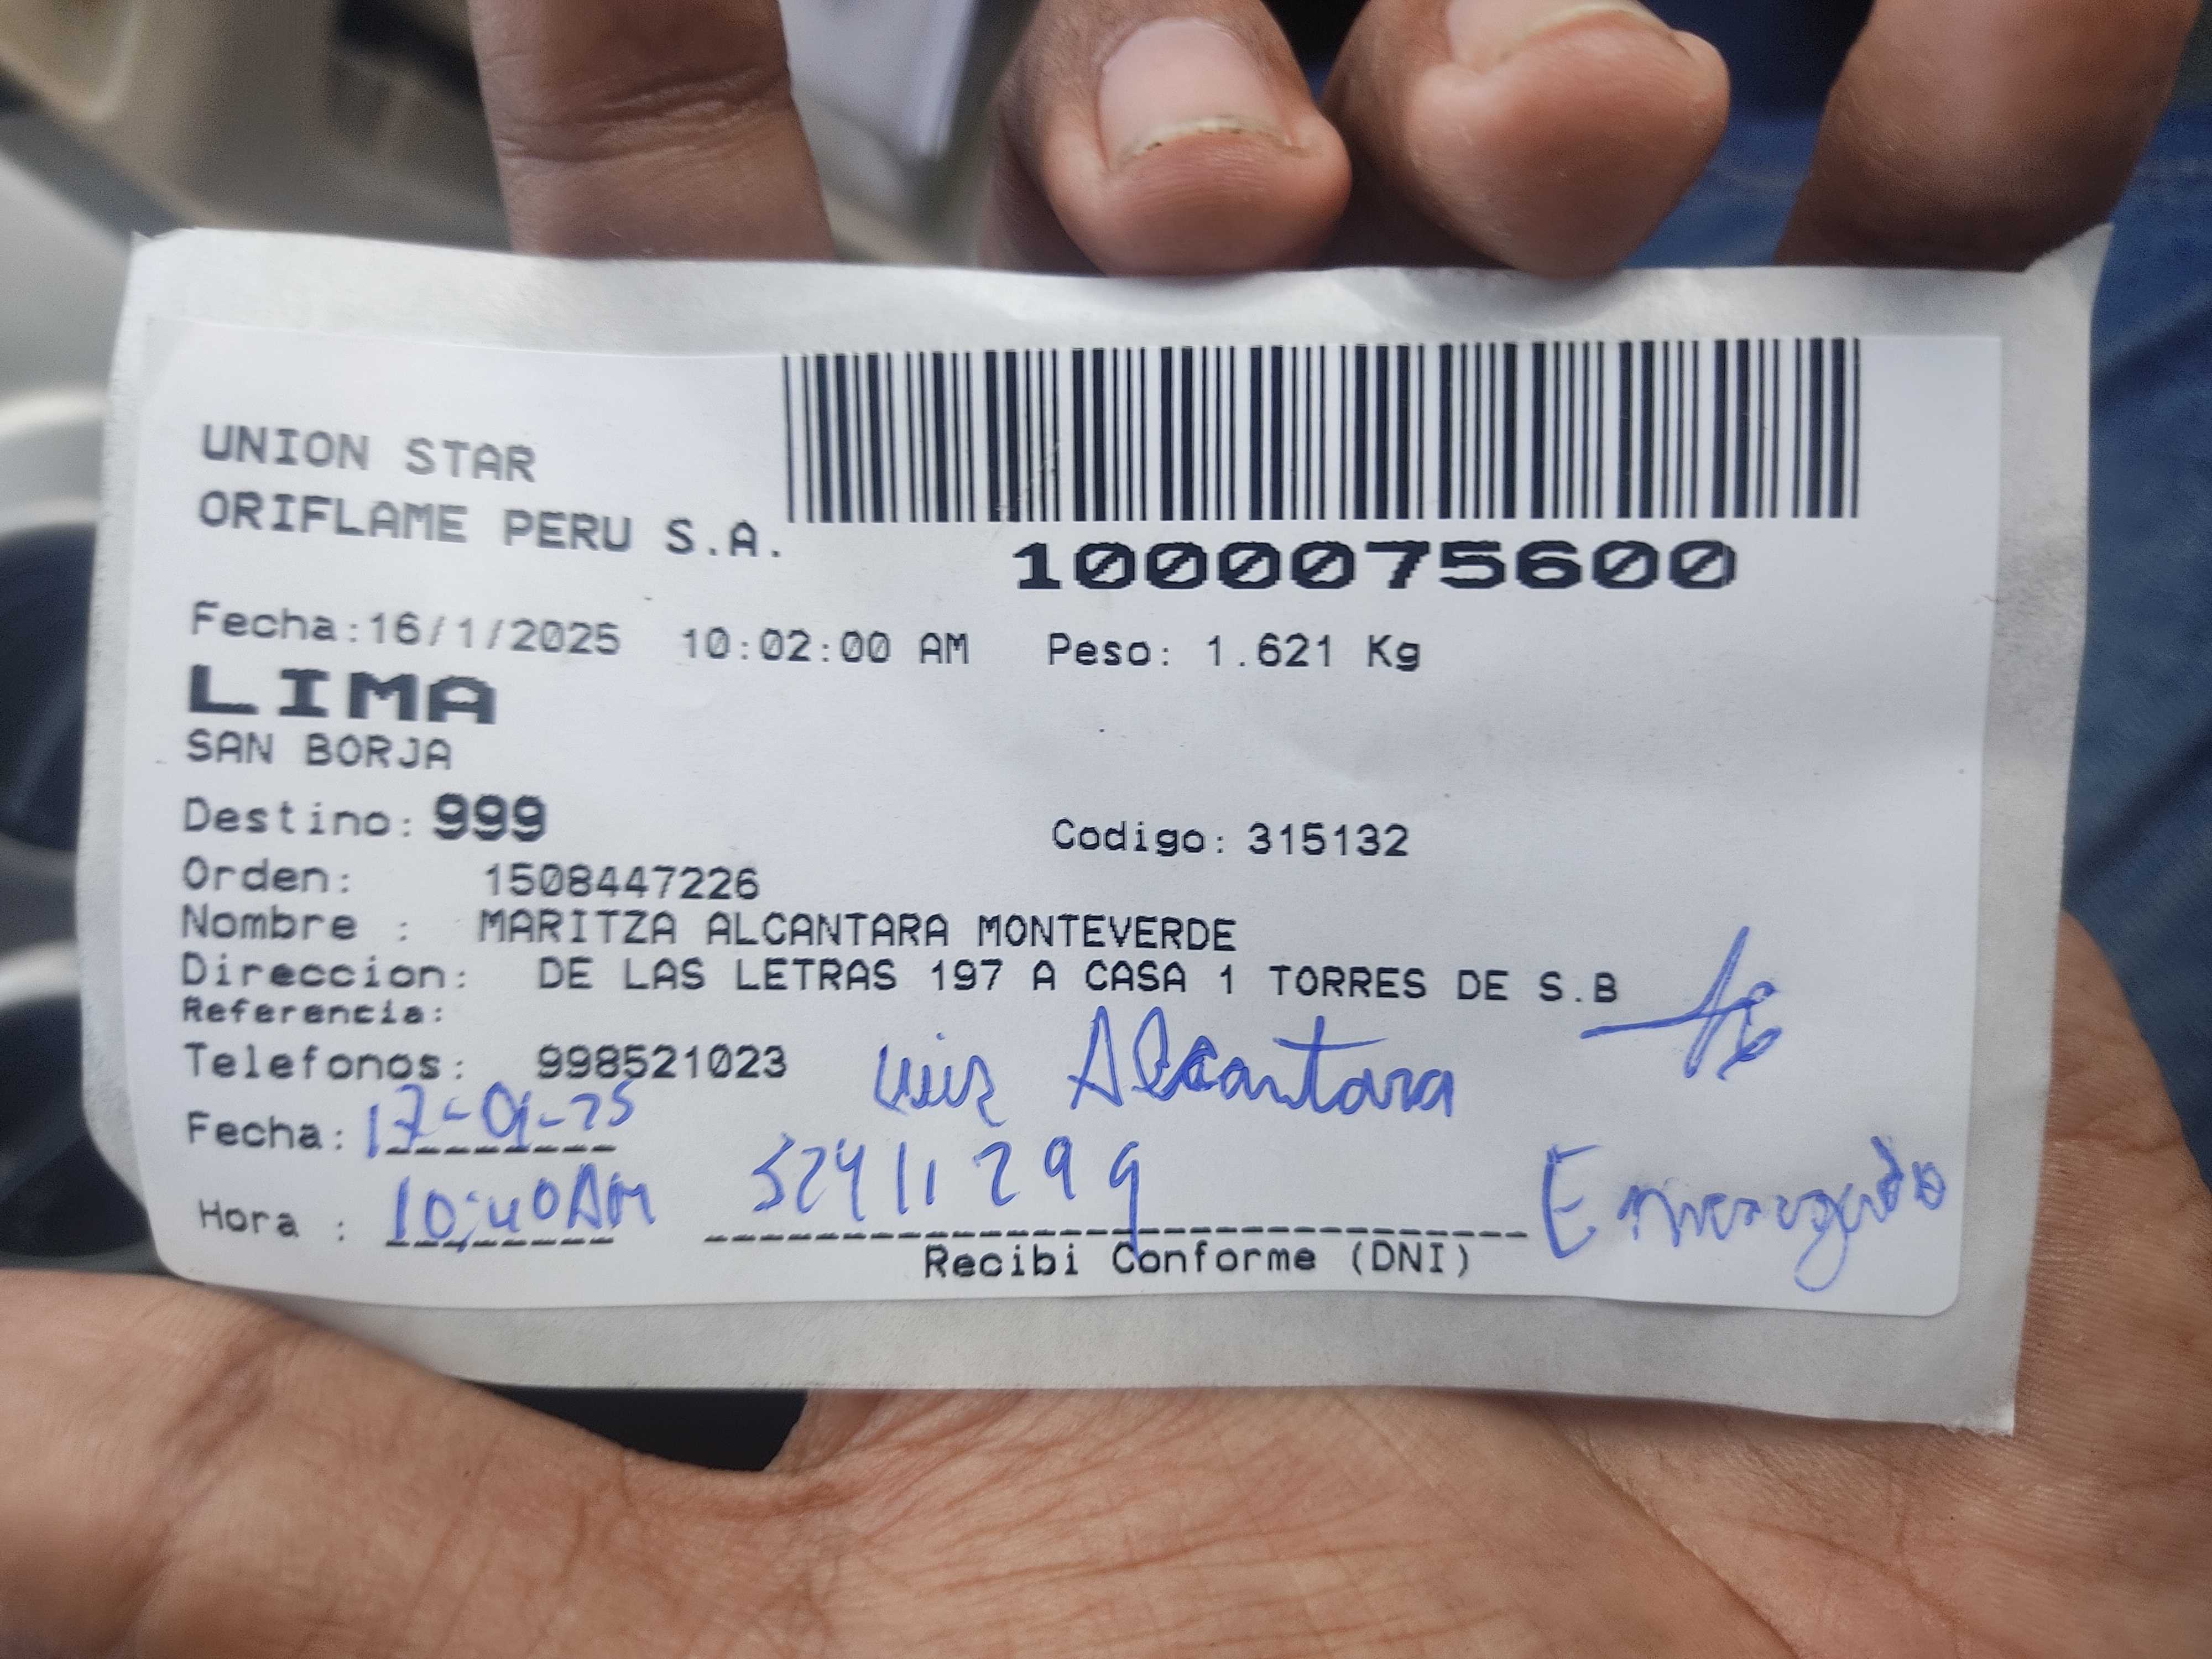 UNION STAR
ORIFLAME PERU S.A.
1000075600
Fecha:16/1/2025 10:02:00 AM Peso: 1.621 Kg
LIMA
SAN BORJA
Destino: 999 Codigo: 315132
Orden: 1508447226
Nombre : MARITZA ALCANTARA MONTEVERDE
Direccion: DE LAS LETRAS 197 A CASA 1 TORRES DE S.B
Referencia:
Telefonos: 998521023 Luis Alcantara
Fecha: 17-01-25
Hora : 10:40AM
Recibi Conforme (DNI)